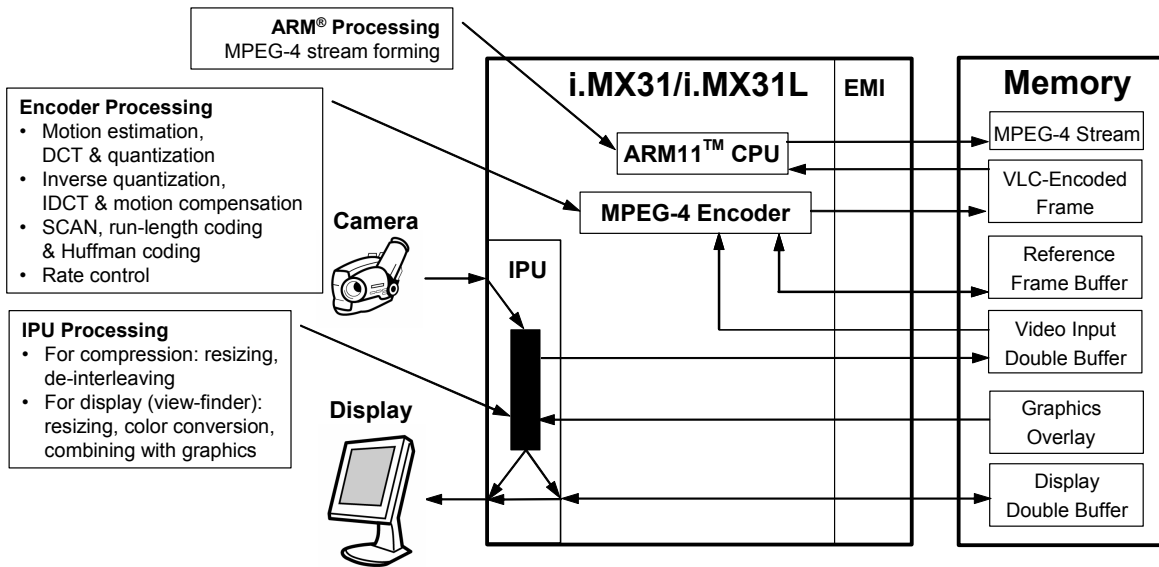 ARM® Processing
MPEG-4 stream forming
Encoder Processing
• Motion estimation,
DCT & quantization
• Inverse quantization,
IDCT & motion compensation
• SCAN, run-length coding
& Huffman coding
• Rate control
IPU Processing
• For compression: resizing,
de-interleaving
• For display (view-finder):
resizing, color conversion,
combining with graphics
Camera
Display
i.MX31/i.MX31L
EMI
ARM11™ CPU
MPEG-4 Encoder
IPU
Memory
MPEG-4 Stream
VLC-Encoded
Frame
Reference
Frame Buffer
Video Input
Double Buffer
Graphics
Overlay
Display
Double Buffer